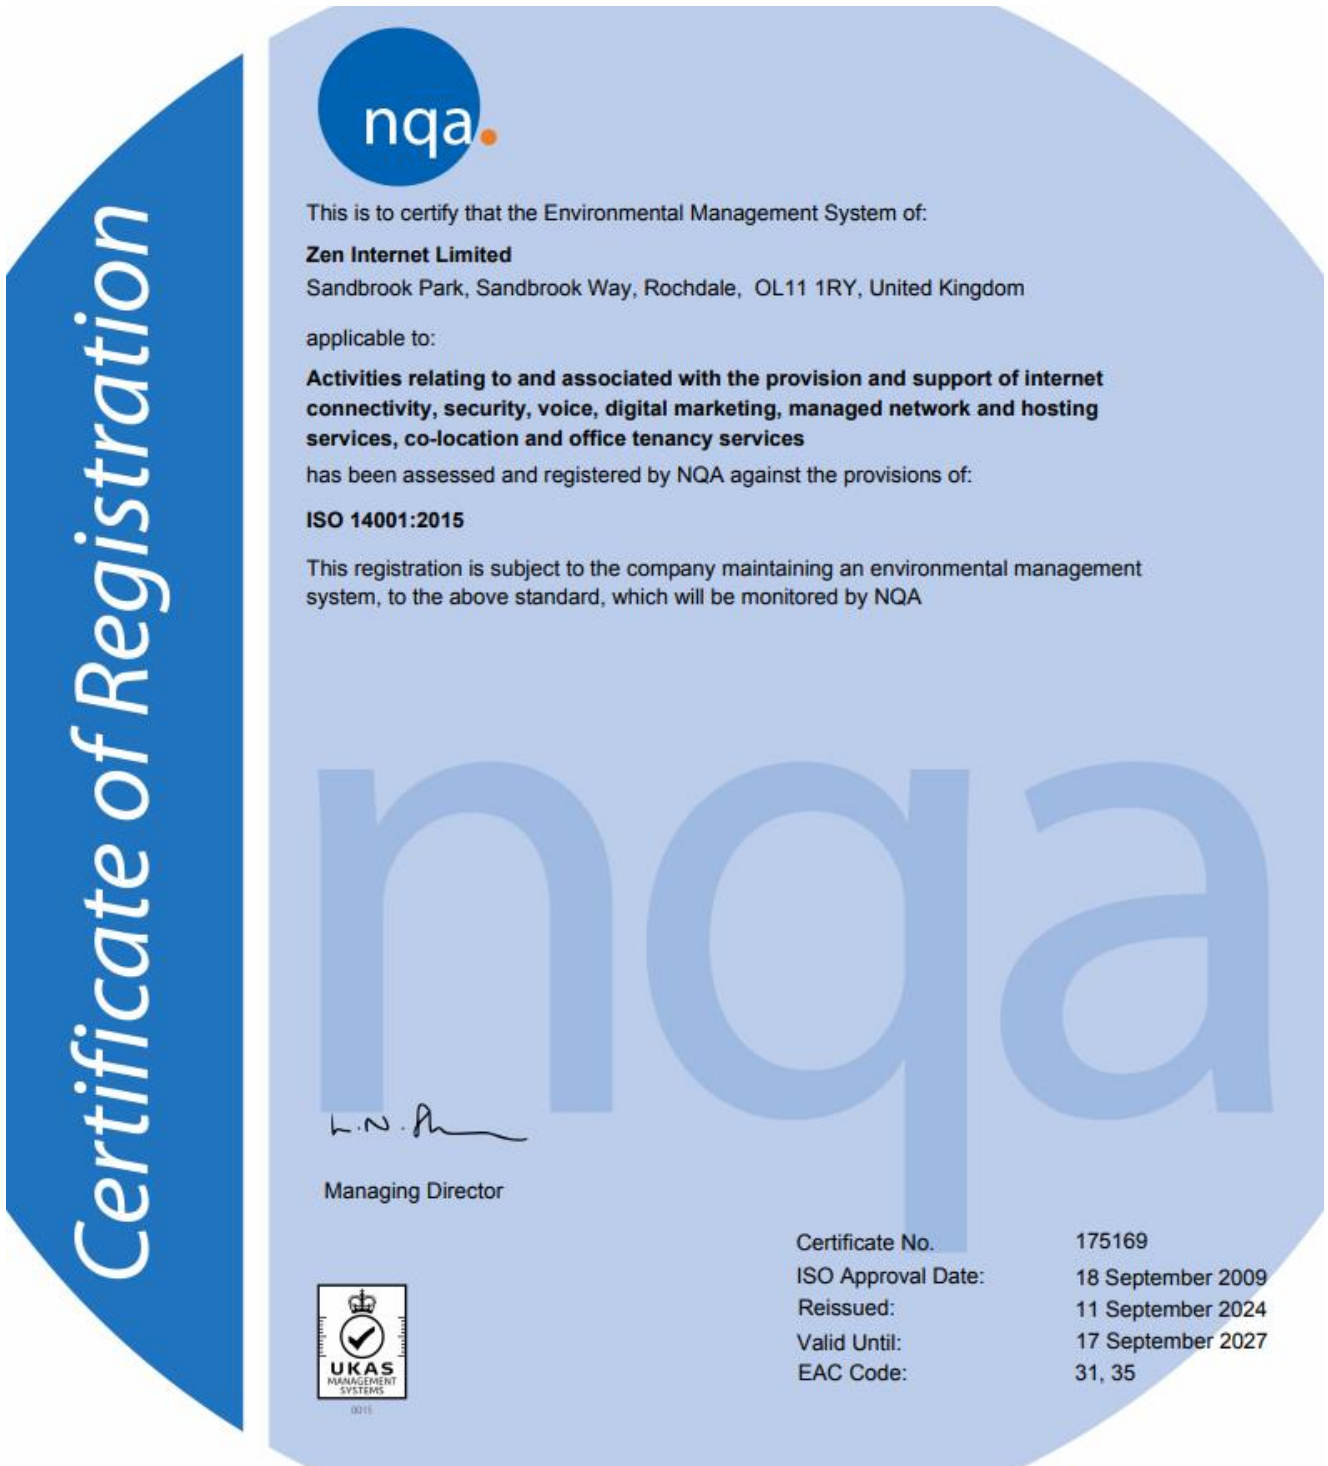 Certificate of Registration
nqa.
This is to certify that the Environmental Management System of:
Zen Internet Limited
Sandbrook Park, Sandbrook Way, Rochdale, OL11 1RY, United Kingdom
applicable to:
Activities relating to and associated with the provision and support of internet
connectivity, security, voice, digital marketing, managed network and hosting
services, co-location and office tenancy services
has been assessed and registered by NQA against the provisions of:
ISO 14001:2015
This registration is subject to the company maintaining an environmental management
system, to the above standard, which will be monitored by NQA
nqa
L.N.
Managing Director
Certificate No. 175169
ISO Approval Date: 18 September 2009
Reissued: 11 September 2024
Valid Until: 17 September 2027
EAC Code: 31, 35
UKAS
MANAGEMENT
SYSTEMS
0015